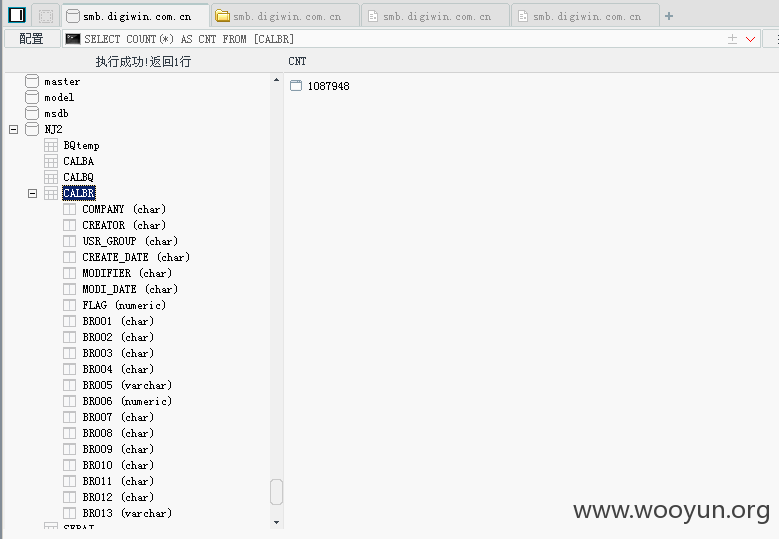 smb.digiwin.com.cn smb.digiwin.com.cn smb.digiwin.com.cn smb.digiwin.com.cn
配置 SELECT COUNT(*) AS CNT FROM [CALBR]
执行成功!返回1行 CNT
master
1087948
model
msdb
NJ2
BQtemp
CALBA
CALBQ
CALBR
COMPANY (char)
CREATOR (char)
USR_GROUP (char)
CREATE_DATE (char)
MODIFIER (char)
MODI_DATE (char)
FLAG (numeric)
BR001 (char)
BR002 (char)
BR003 (char)
BR004 (char)
BR005 (varchar)
BR006 (numeric)
BR007 (char)
BR008 (char)
BR009 (char)
BR010 (char)
BR011 (char)
BR012 (char)
BR013 (varchar)
www.wooyun.org